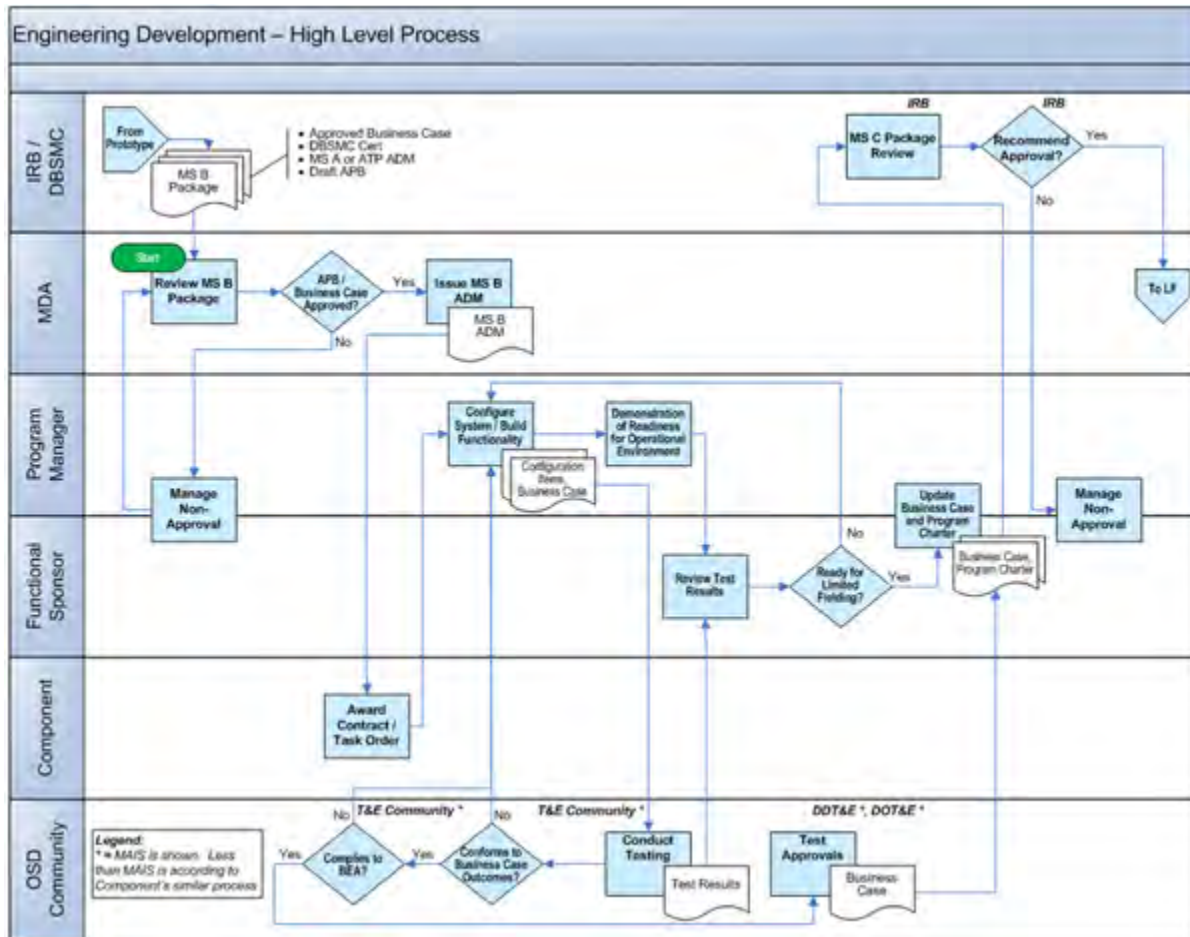 Engineering Development – High Level Process
IRB /
DBSMC
From
Prototype
MS B
Package
• Approved Business Case
• DBSMC Cert
• MS A or ATP ADM
• Draft APB
IRB
MS C Package
Review
IRB
Recommend
Approval?
Yes
No
MDA
Start
Review MS B
Package
APB /
Business Case
Approved?
Yes
No
Issue MS B
ADM
MS B
ADM
To LF
Program
Manager
Manage
Non-
Approval
Configure
System / Build
Functionality
Configuration
Items,
Business Case
Demonstration
of Readiness
for Operational
Environment
Update
Business Case
and Program
Charter
Manage
Non-
Approval
Functional
Sponsor
Review Test
Results
Ready for
Limited
Fielding?
No
Yes
Business Case,
Program Charter
Component
Award
Contract /
Task Order
OSD
Community
Legend:
* = MAIS is shown. Less
than MAIS is according to
Component's similar process
Yes
No
T&E Community *
Complies to
BEA?
Yes
No
T&E Community *
Conforms to
Business Case
Outcomes?
Conduct
Testing
Test Results
DDT&E *, DOT&E *
Test
Approvals
Business
Case